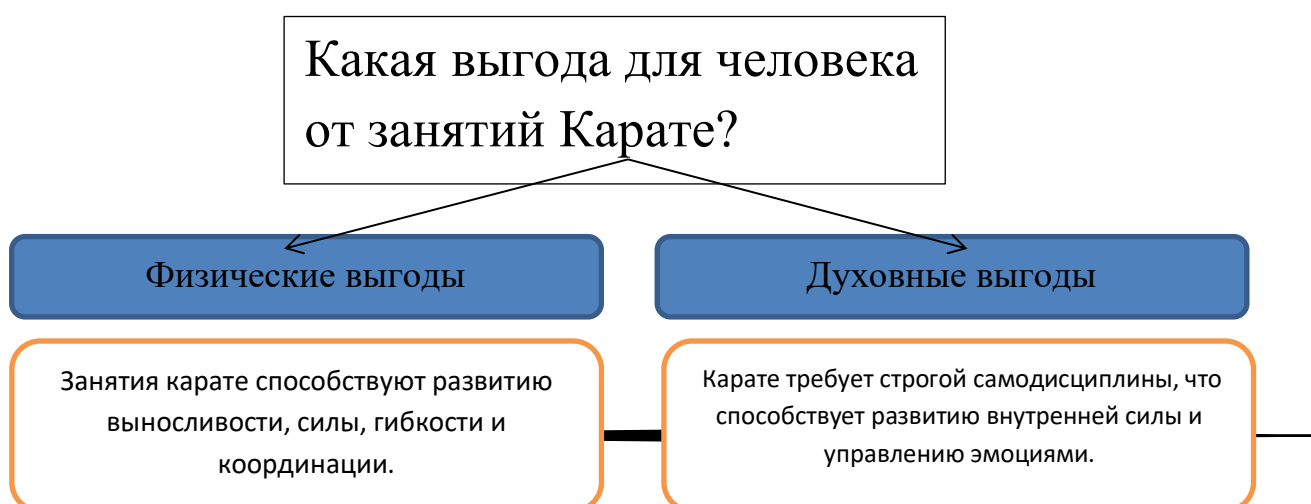 Какая выгода для человека
от занятий Карате?
Физические выгоды
Духовные выгоды
Занятия карате способствуют развитию
выносливости, силы, гибкости и
координации.
Карате требует строгой самодисциплины, что
способствует развитию внутренней силы и
управлению эмоциями.